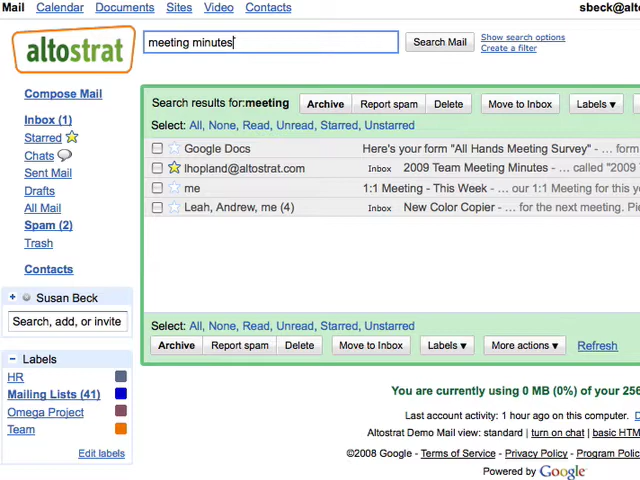 Mail Calendar Documents Sites Video Contacts sbeck@alto
altostrat
meeting minutes Search Mail Show search options
Create a filter
Compose Mail
Inbox (1)
Starred
Chats
Sent Mail
Drafts
All Mail
Spam (2)
Trash
Contacts
+ Susan Beck
Search, add, or invite
− Labels
HR
Mailing Lists (41)
Omega Project
Team
Edit labels
Search results for:meeting Archive Report spam Delete Move to Inbox Labels ▾
Select: All, None, Read, Unread, Starred, Unstarred
Google Docs Here's your form "All Hands Meeting Survey" - … form
lhopland@altostrat.com Inbox 2009 Team Meeting Minutes - … called "2009
me 1:1 Meeting - This Week - … our 1:1 Meeting for this y
Leah, Andrew, me (4) Inbox New Color Copier - … for the next meeting. Pl
Select: All, None, Read, Unread, Starred, Unstarred
Archive Report spam Delete Move to Inbox Labels ▾ More actions ▾ Refresh
You are currently using 0 MB (0%) of your 256
Last account activity: 1 hour ago on this computer. D
Altostrat Demo Mail view: standard | turn on chat | basic HTM
©2008 Google - Terms of Service - Privacy Policy - Program Polic
Powered by Google